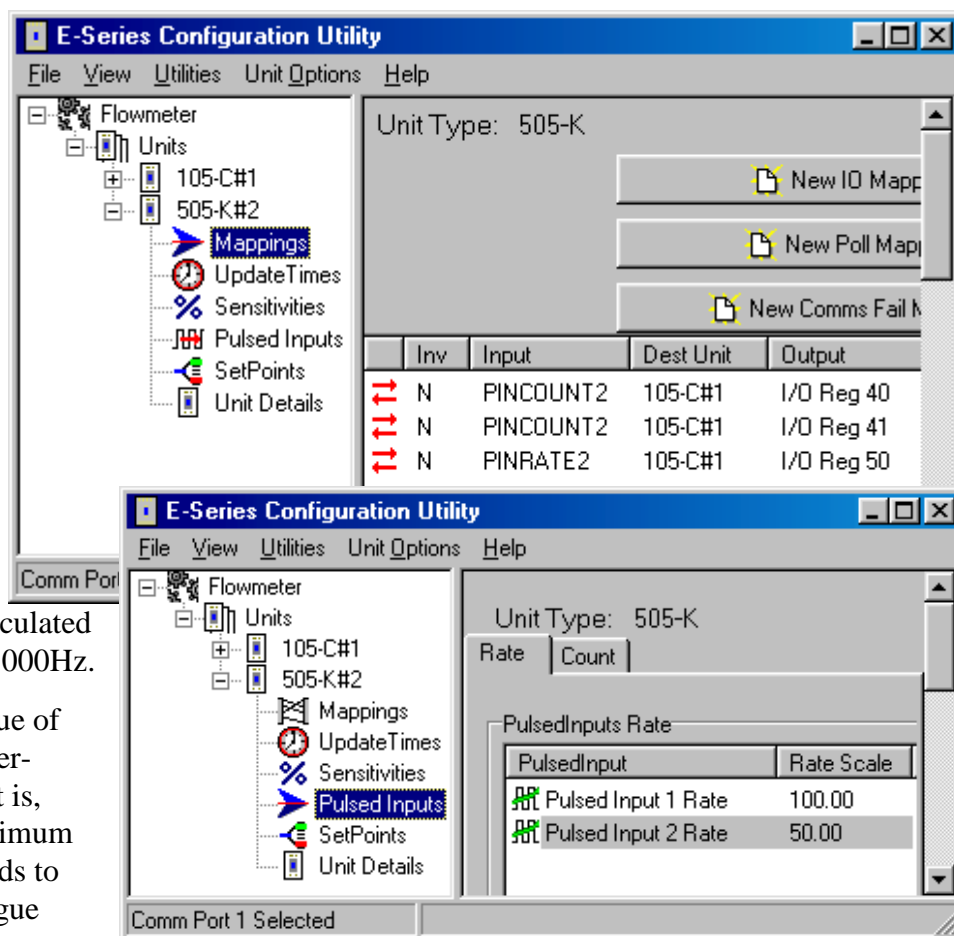 E-Series Configuration Utility
File View Utilities Unit Options Help
Flowmeter
Units
105-C#1
505-K#2
Mappings
UpdateTimes
Sensitivities
Pulsed Inputs
SetPoints
Unit Details
Unit Type: 505-K
New IO Mapp
New Poll Map
New Comms Fail M
Inv Input Dest Unit Output
N PINCOUNT2 105-C#1 I/O Reg 40
N PINCOUNT2 105-C#1 I/O Reg 41
N PINRATE2 105-C#1 I/O Reg 50
Comm Port
culated
000Hz.
ue of
er-
t is,
imum
ds to
gue
E-Series Configuration Utility
File View Utilities Unit Options Help
Flowmeter
Units
105-C#1
505-K#2
Mappings
UpdateTimes
Sensitivities
Pulsed Inputs
SetPoints
Unit Details
Unit Type: 505-K
Rate Count
PulsedInputs Rate
PulsedInput Rate Scale
Pulsed Input 1 Rate 100.00
Pulsed Input 2 Rate 50.00
Comm Port 1 Selected